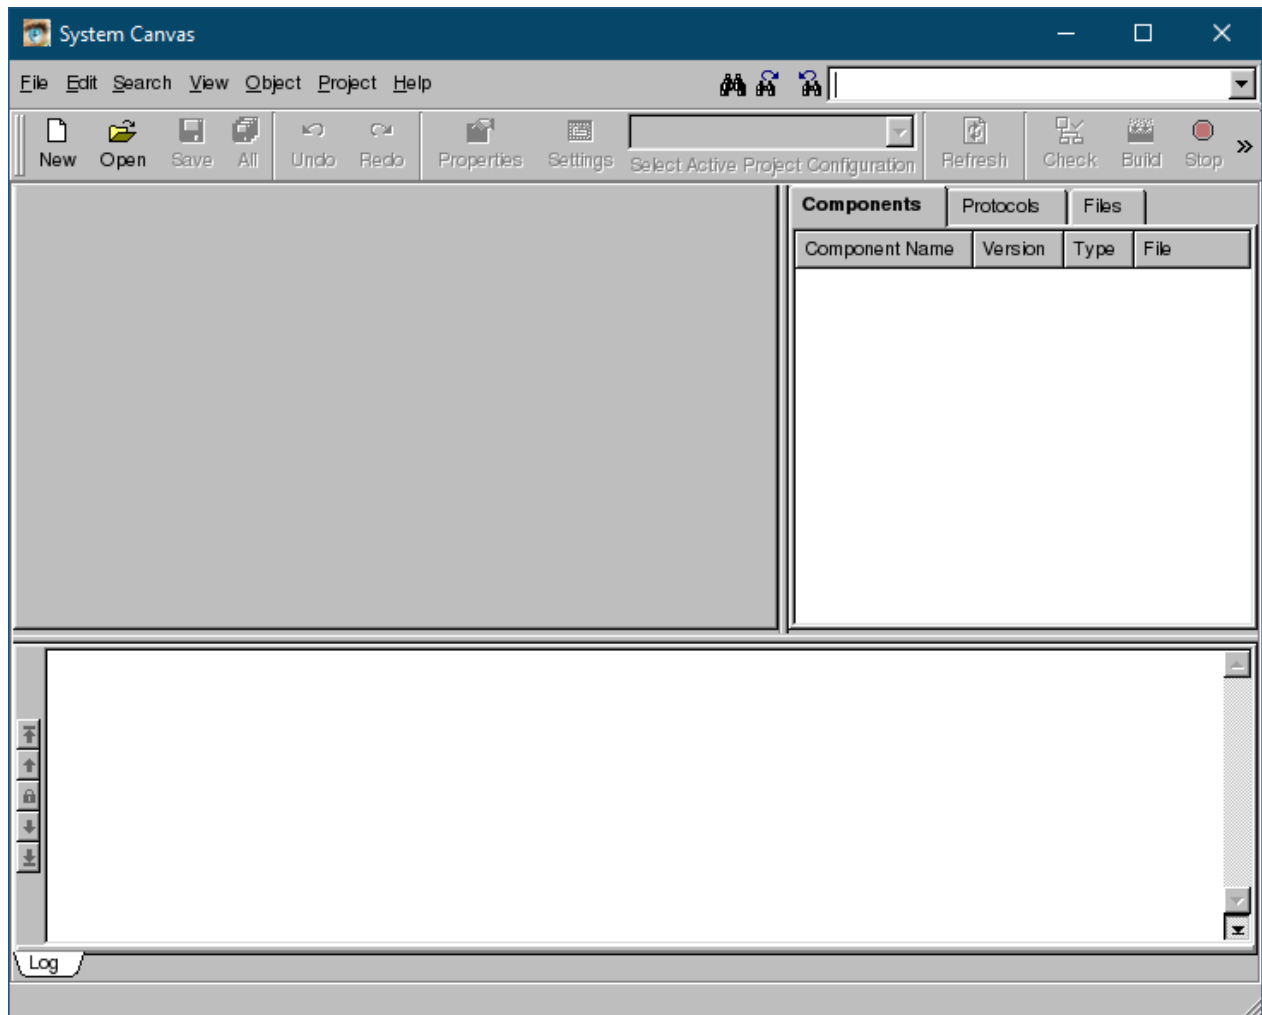 System Canvas
File Edit Search View Object Project Help
New Open Save All Undo Redo Properties Settings Select Active Project Configuration Refresh Check Build Stop »
Components Protocols Files
Component Name Version Type File
Log